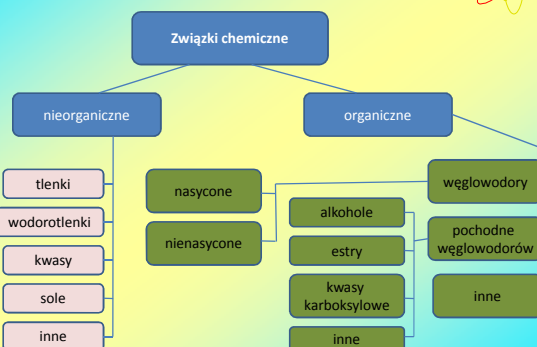 Związki chemiczne
nieorganiczne
organiczne
tlenki
wodorotlenki
kwasy
sole
inne
nasycone
nienasycone
węglowodory
alkohole
estry
kwasy
karboksylowe
inne
pochodne
węglowodorów
inne